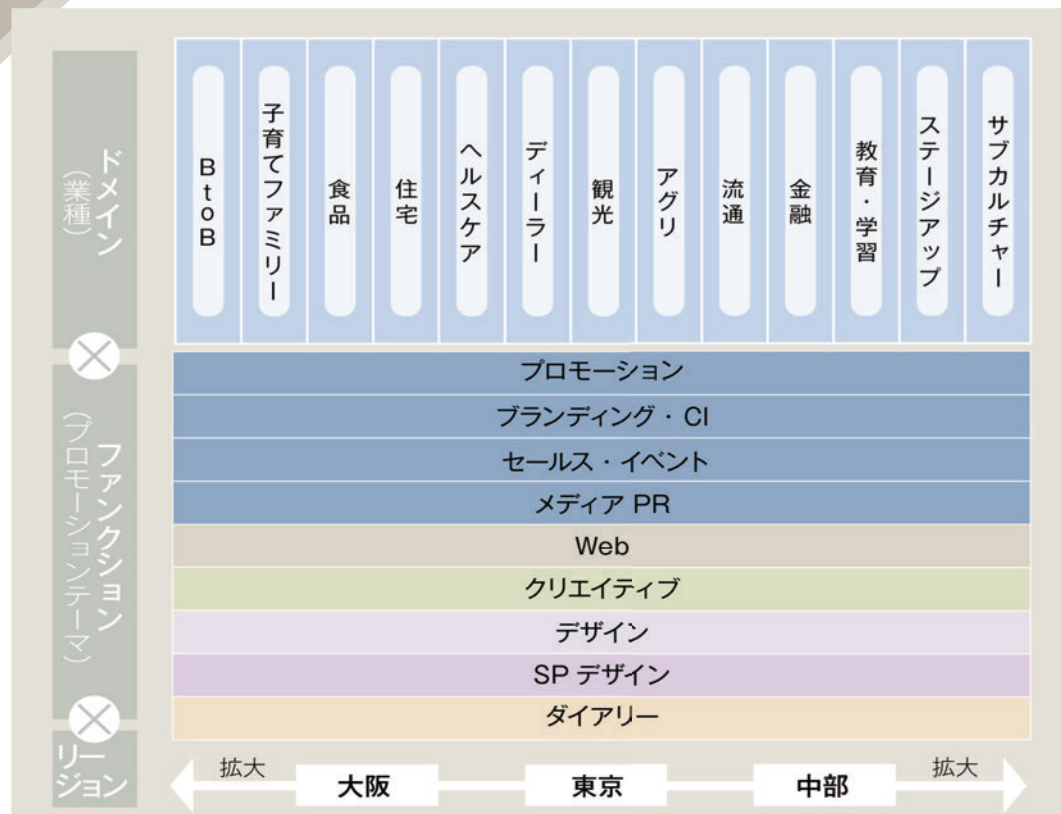 ドメイン
（業種）
BtoB
子育てファミリー
食品
住宅
ヘルスケア
ディーラー
観光
アグリ
流通
金融
教育・学習
ステージアップ
サブカルチャー
ファンクション
（プロモーションテーマ）
プロモーション
ブランディング・CI
セールス・イベント
メディア PR
Web
クリエイティブ
デザイン
SP デザイン
ダイアリー
リー
ジョン
拡大
大阪
東京
中部
拡大